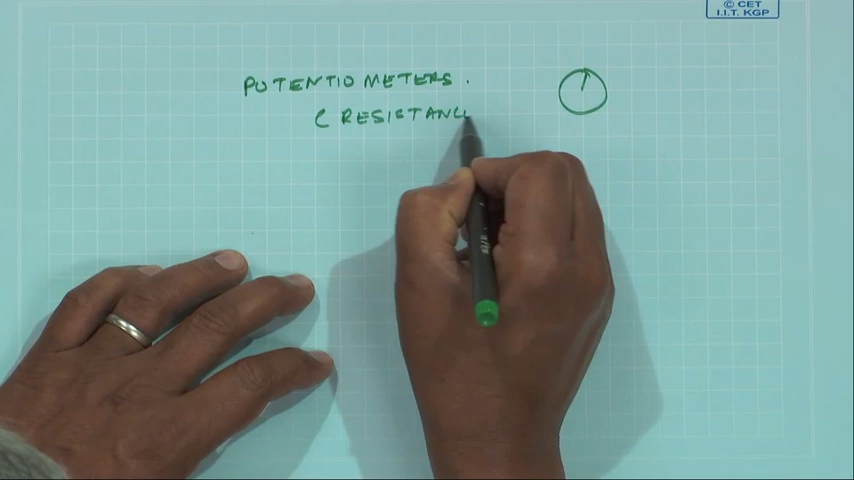 © CET
I.I.T. KGP
POTENTIOMETERS.
( RESISTANC